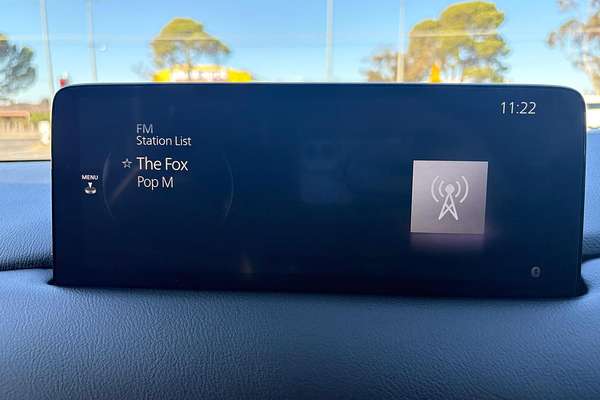 11:22
FM
Station List
☆ The Fox
MENU
Pop M